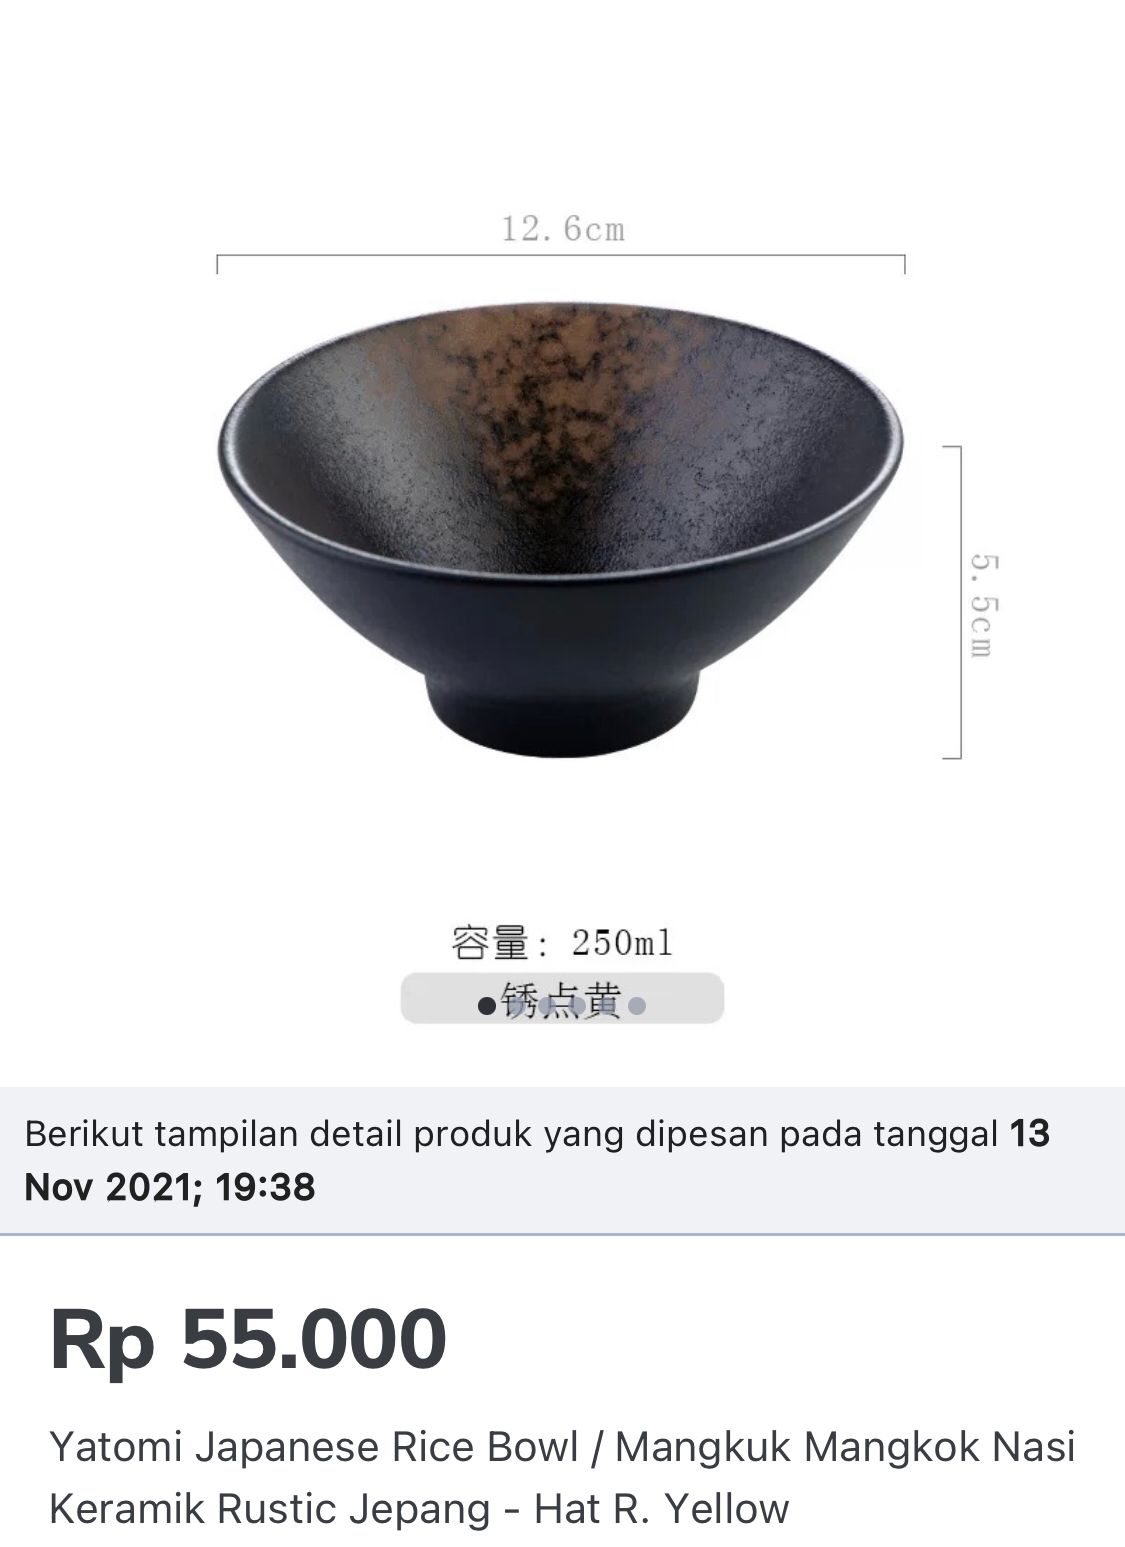 12.6cm
5.5cm
容量: 250ml
锈点黄
Berikut tampilan detail produk yang dipesan pada tanggal 13
Nov 2021; 19:38
Rp 55.000
Yatomi Japanese Rice Bowl / Mangkuk Mangkok Nasi
Keramik Rustic Jepang - Hat R. Yellow